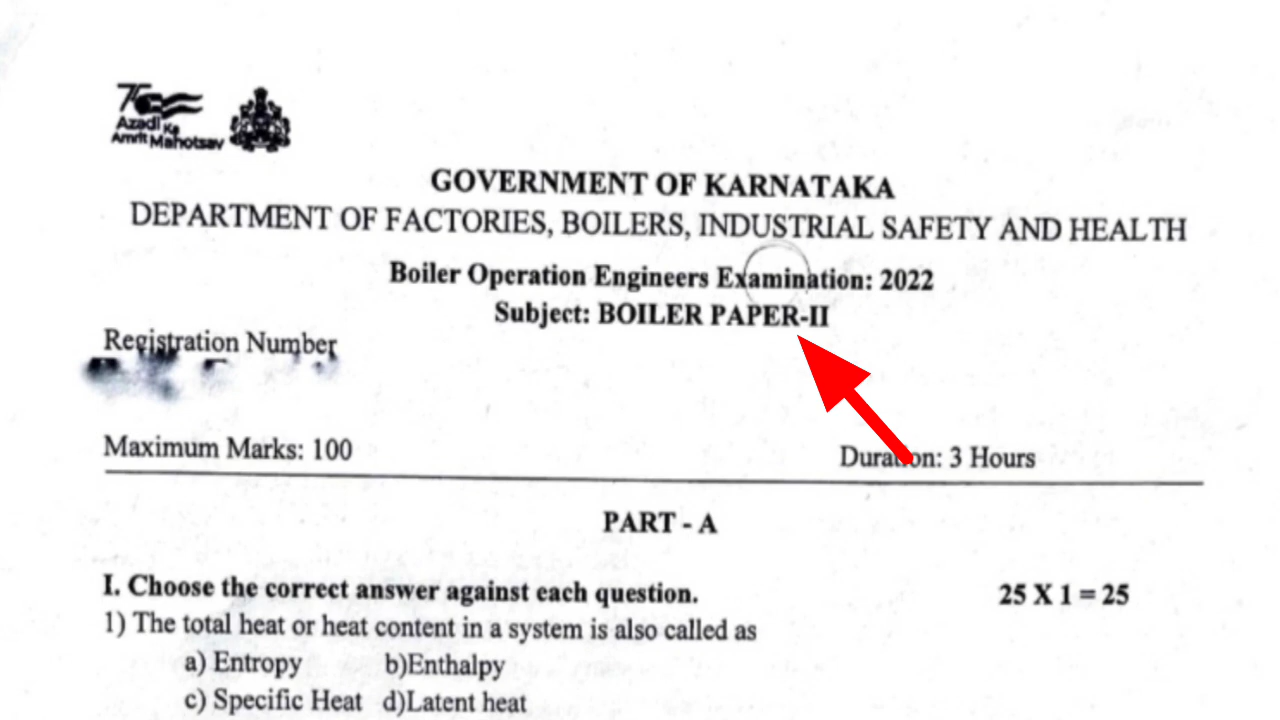 75
Azadi Ka
Amrit Mahotsav
GOVERNMENT OF KARNATAKA
DEPARTMENT OF FACTORIES, BOILERS, INDUSTRIAL SAFETY AND HEALTH
Boiler Operation Engineers Examination: 2022
Subject: BOILER PAPER-II
Registration Number
Maximum Marks: 100 Duration: 3 Hours
PART - A
I. Choose the correct answer against each question. 25 X 1 = 25
1) The total heat or heat content in a system is also called as
a) Entropy b)Enthalpy
c) Specific Heat d)Latent heat